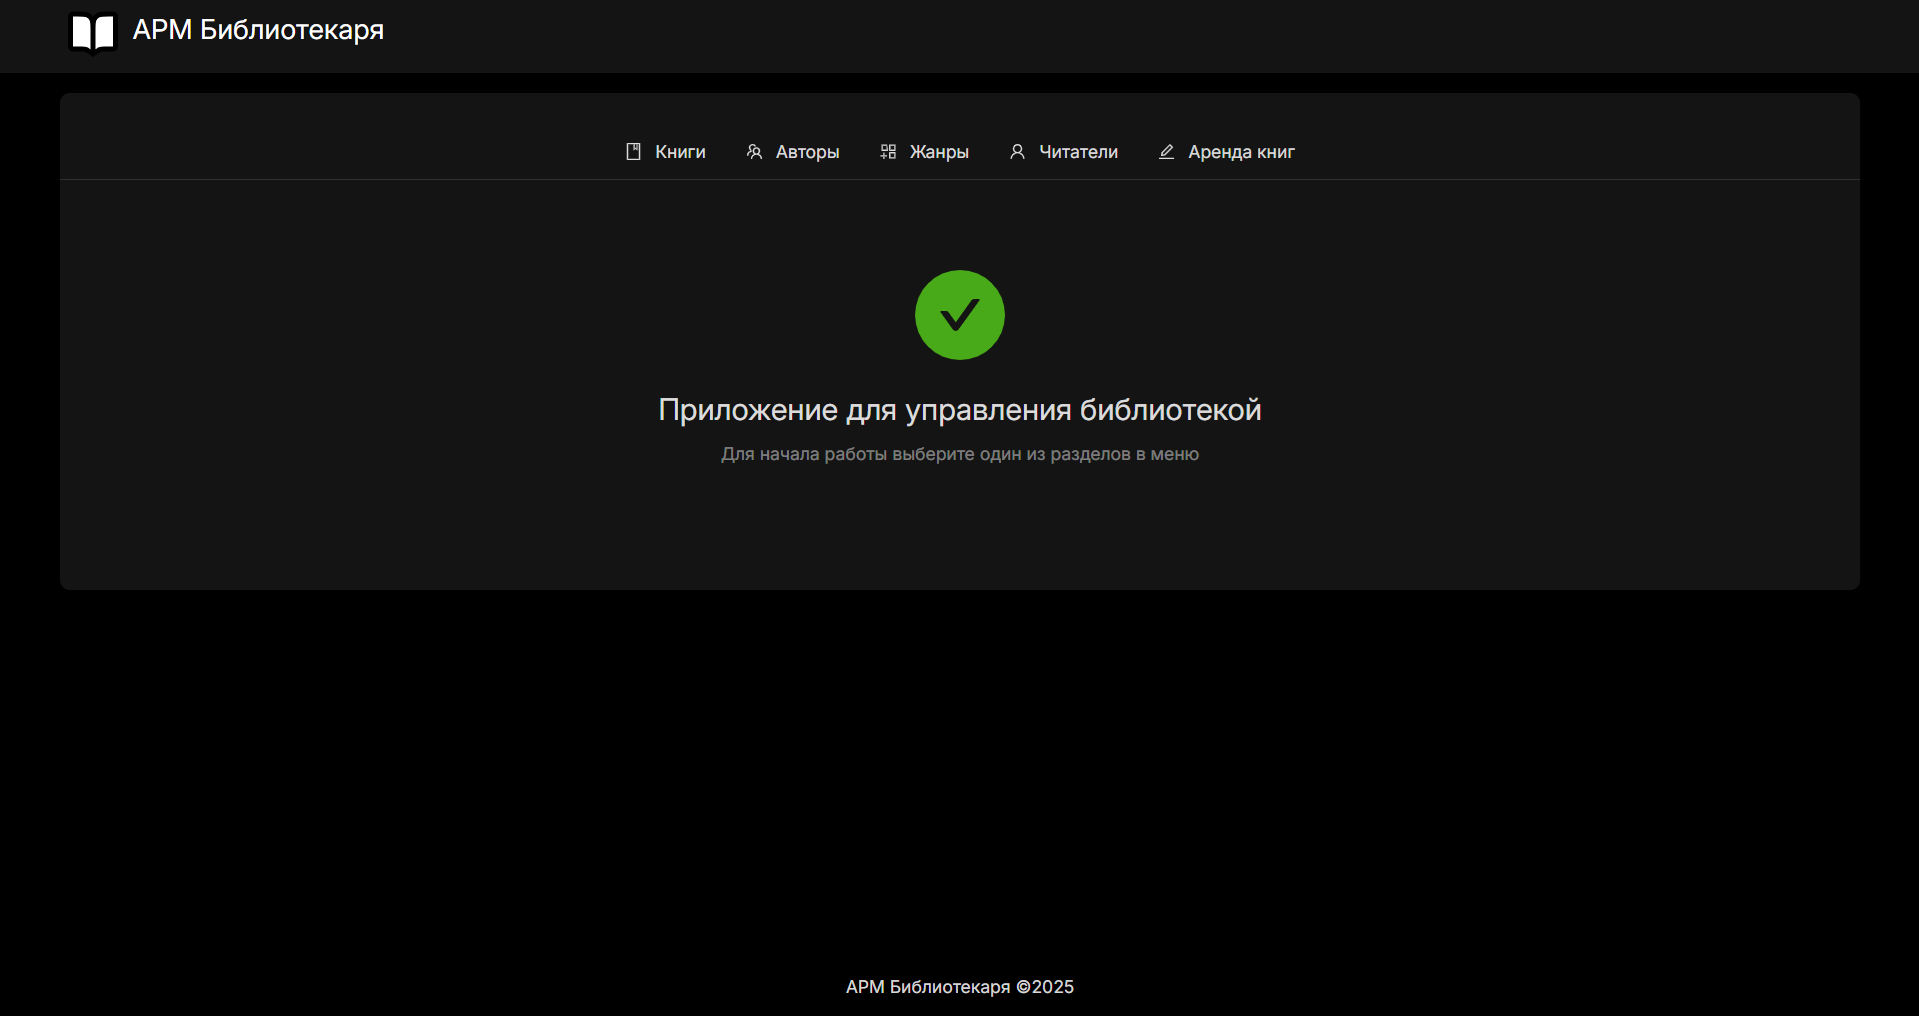 АРМ Библиотекаря
Книги Авторы Жанры Читатели Аренда книг
Приложение для управления библиотекой
Для начала работы выберите один из разделов в меню
АРМ Библиотекаря ©2025